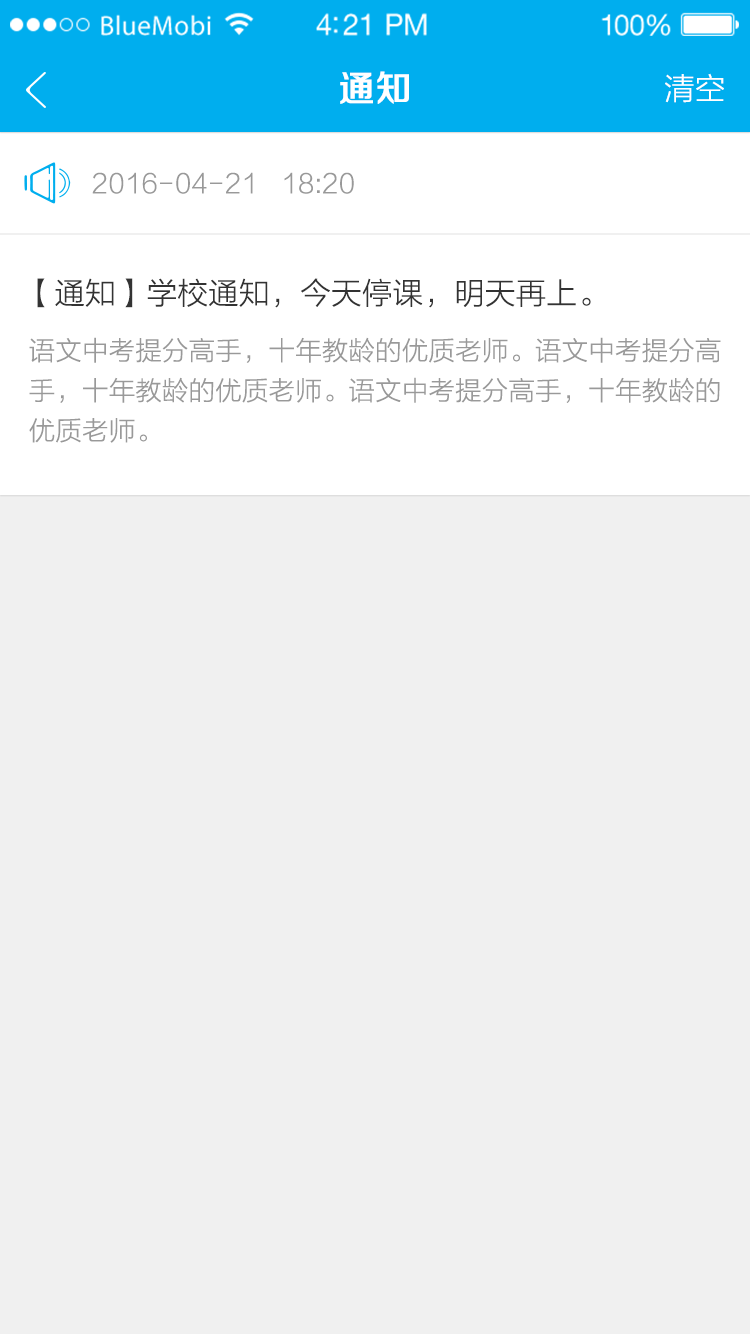 BlueMobi 4:21 PM 100%
通知 清空
2016-04-21 18:20
【通知】学校通知，今天停课，明天再上。
语文中考提分高手，十年教龄的优质老师。语文中考提分高
手，十年教龄的优质老师。语文中考提分高手，十年教龄的
优质老师。